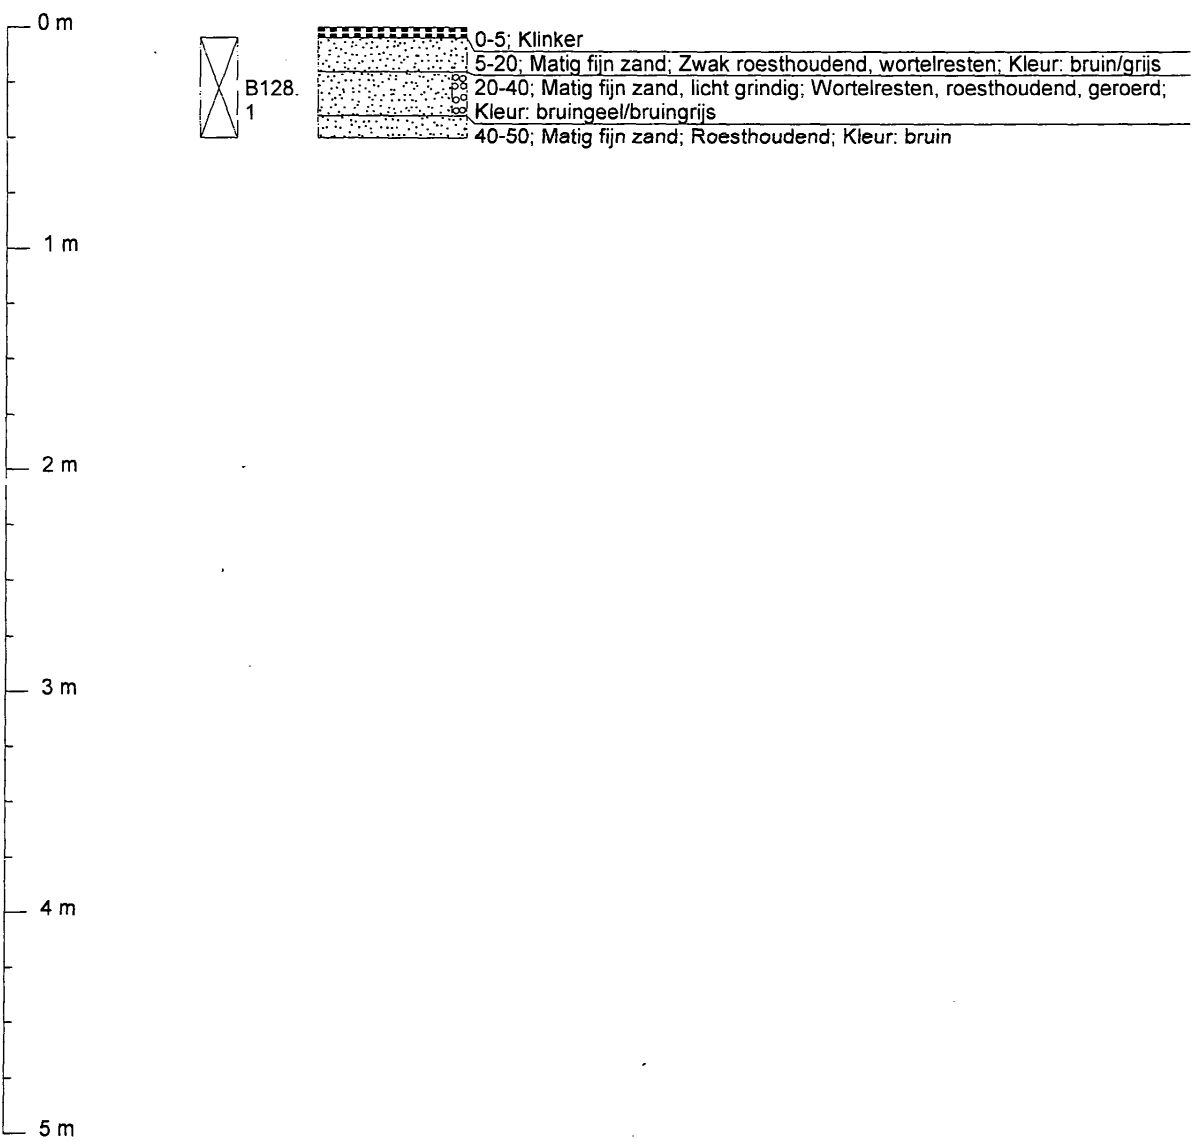 0 m
0-5; Klinker
5-20; Matig fijn zand; Zwak roesthoudend, wortelresten; Kleur: bruin/grijs
B128.
1
20-40; Matig fijn zand, licht grindig; Wortelresten, roesthoudend, geroerd;
Kleur: bruingeel/bruingrijs
40-50; Matig fijn zand; Roesthoudend; Kleur: bruin
1 m
2 m
3 m
4 m
5 m